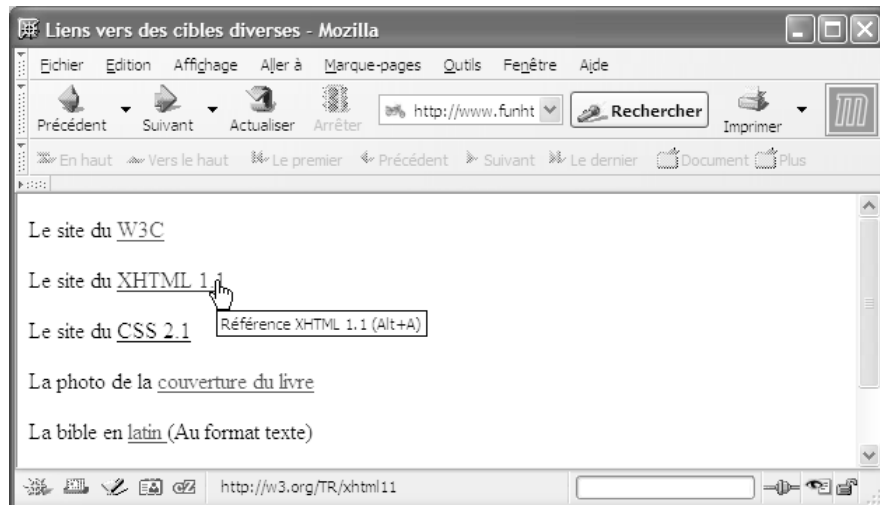 Liens vers des cibles diverses - Mozilla
Fichier Edition Affichage Aller à Marque-pages Outils Fenêtre Aide
Précédent Suivant Actualiser Arrêter http://www.funht Rechercher Imprimer
En haut Vers le haut Le premier Précédent Suivant Le dernier Document Plus
Le site du W3C
Le site du XHTML 1.1
Référence XHTML 1.1 (Alt+A)
Le site du CSS 2.1
La photo de la couverture du livre
La bible en latin (Au format texte)
http://w3.org/TR/xhtml11